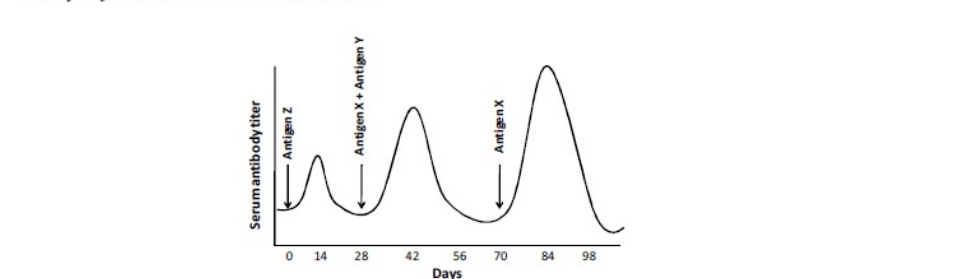 Serum antibody titer
Antigen Z
Antigen X + Antigen Y
Antigen X
0 14 28 42 56 70 84 98
Days